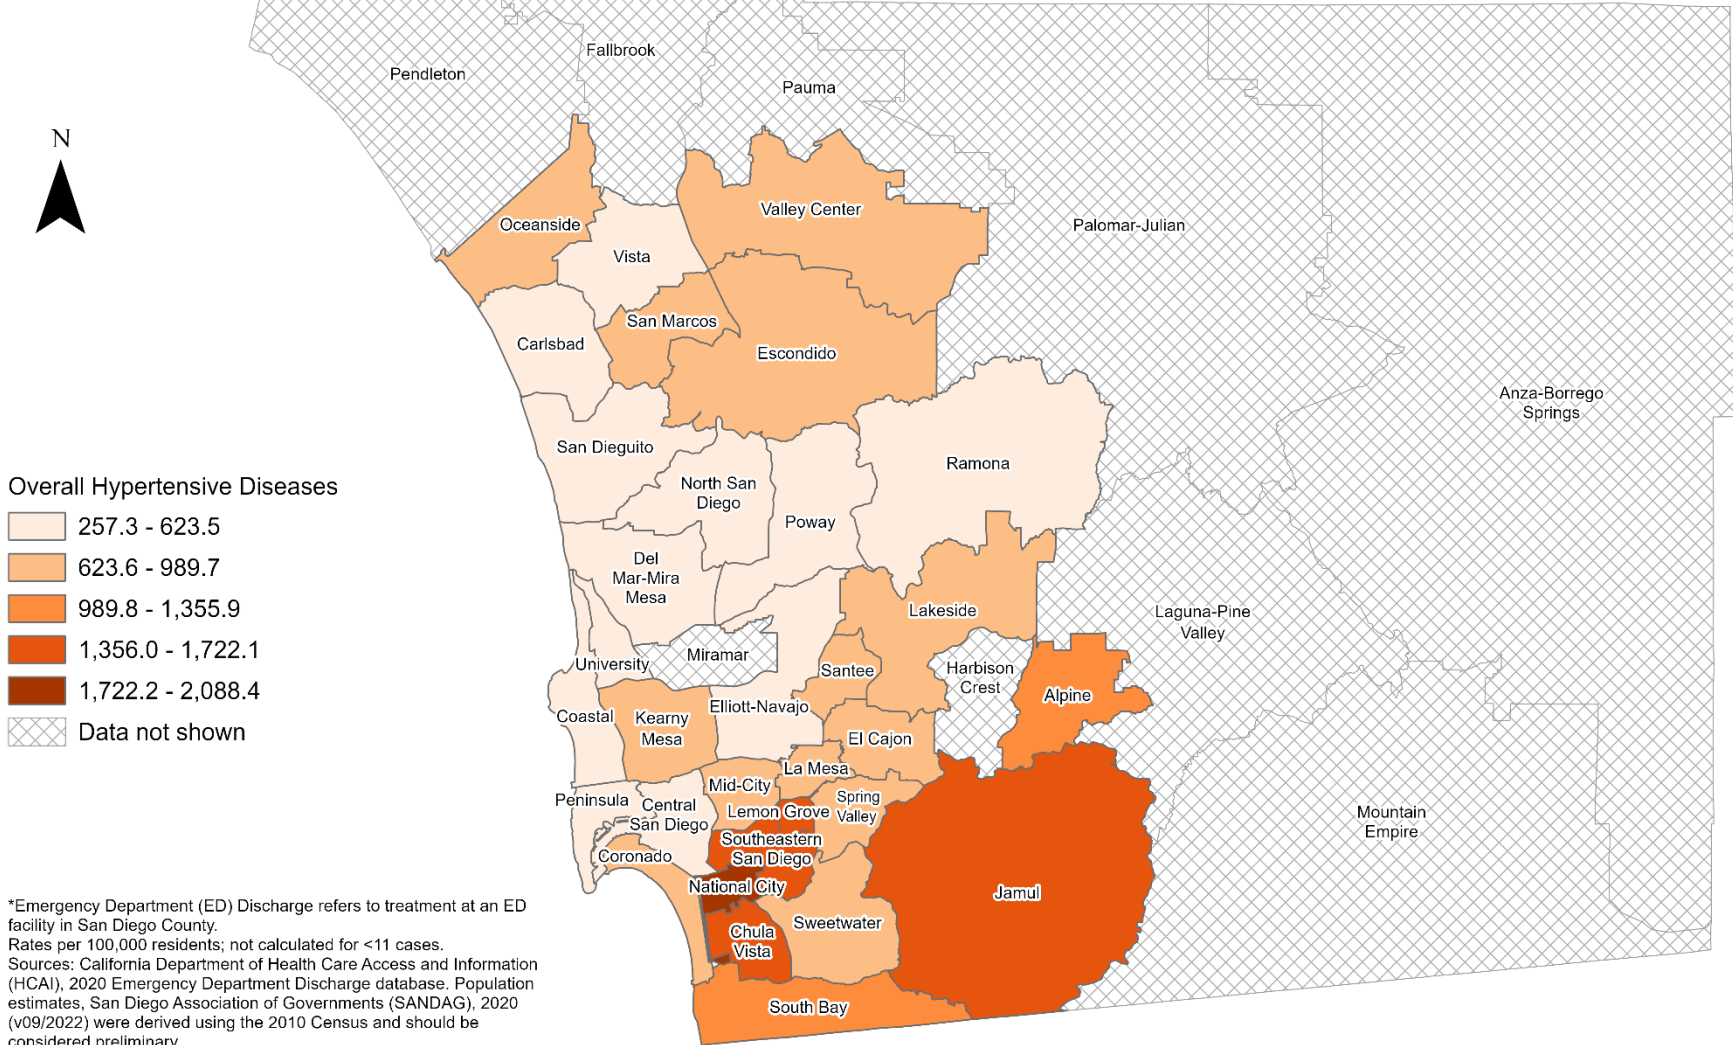 Fallbrook
Pendleton
Pauma
N
Valley Center
Oceanside
Palomar-Julian
Vista
San Marcos
Carlsbad
Escondido
Anza-Borrego
Springs
San Dieguito
Ramona
North San
Diego
Poway
Del
Mar-Mira
Mesa
Lakeside
Laguna-Pine
Valley
Miramar
University
Santee
Harbison
Crest
Alpine
Elliott-Navajo
Coastal
Kearny
Mesa
El Cajon
La Mesa
Mid-City
Peninsula
Central
San Diego
Spring
Valley
Lemon Grove
Mountain
Empire
Southeastern
San Diego
Coronado
National City
Jamul
Sweetwater
Chula
Vista
South Bay
Overall Hypertensive Diseases
257.3 - 623.5
623.6 - 989.7
989.8 - 1,355.9
1,356.0 - 1,722.1
1,722.2 - 2,088.4
Data not shown
*Emergency Department (ED) Discharge refers to treatment at an ED
facility in San Diego County.
Rates per 100,000 residents; not calculated for <11 cases.
Sources: California Department of Health Care Access and Information
(HCAI), 2020 Emergency Department Discharge database. Population
estimates, San Diego Association of Governments (SANDAG), 2020
(v09/2022) were derived using the 2010 Census and should be
considered preliminary